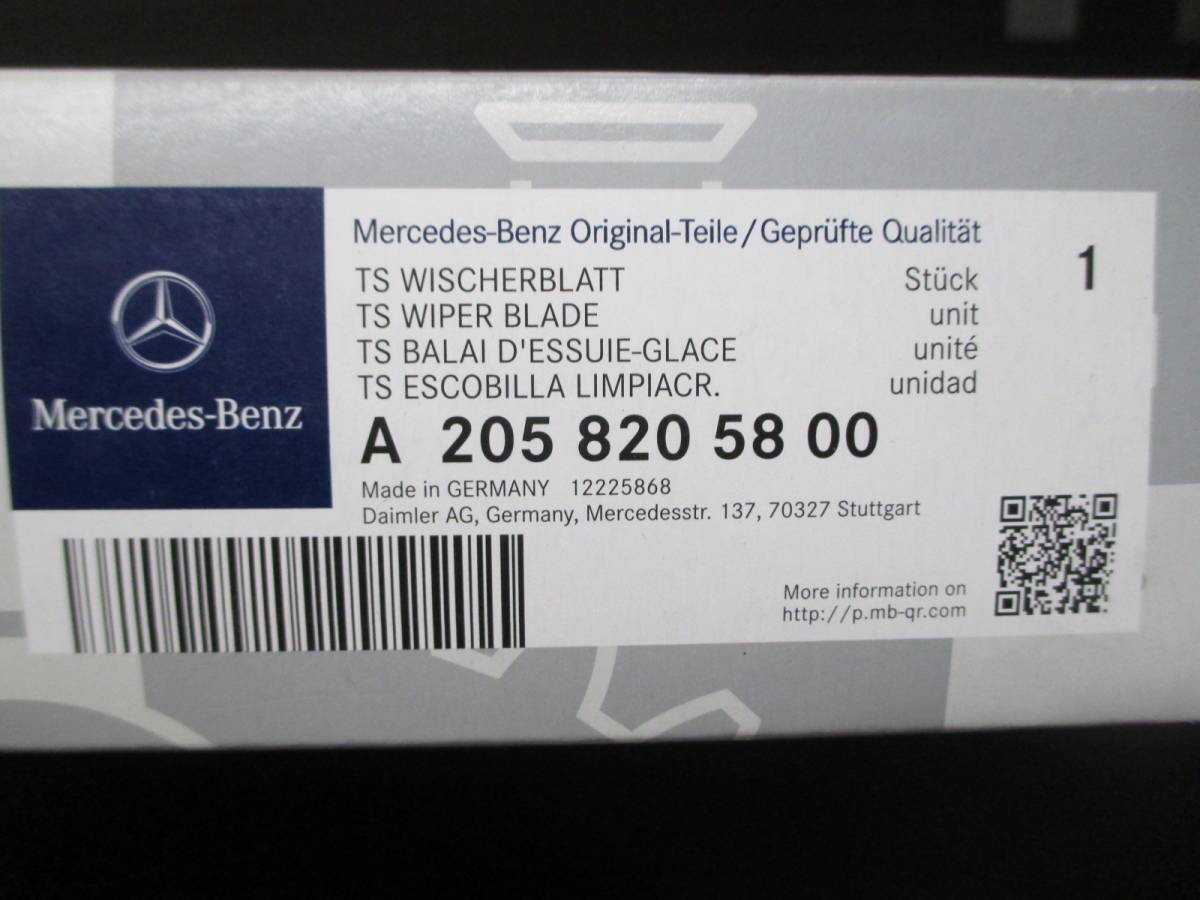 Mercedes-Benz
Mercedes-Benz Original-Teile/Geprüfte Qualität
TS WISCHERBLATT Stück 1
TS WIPER BLADE unit
TS BALAI D'ESSUIE-GLACE unité
TS ESCOBILLA LIMPIACR. unidad
A 205 820 58 00
Made in GERMANY 12225868
Daimler AG, Germany, Mercedesstr. 137, 70327 Stuttgart
More information on
http://p.mb-qr.com